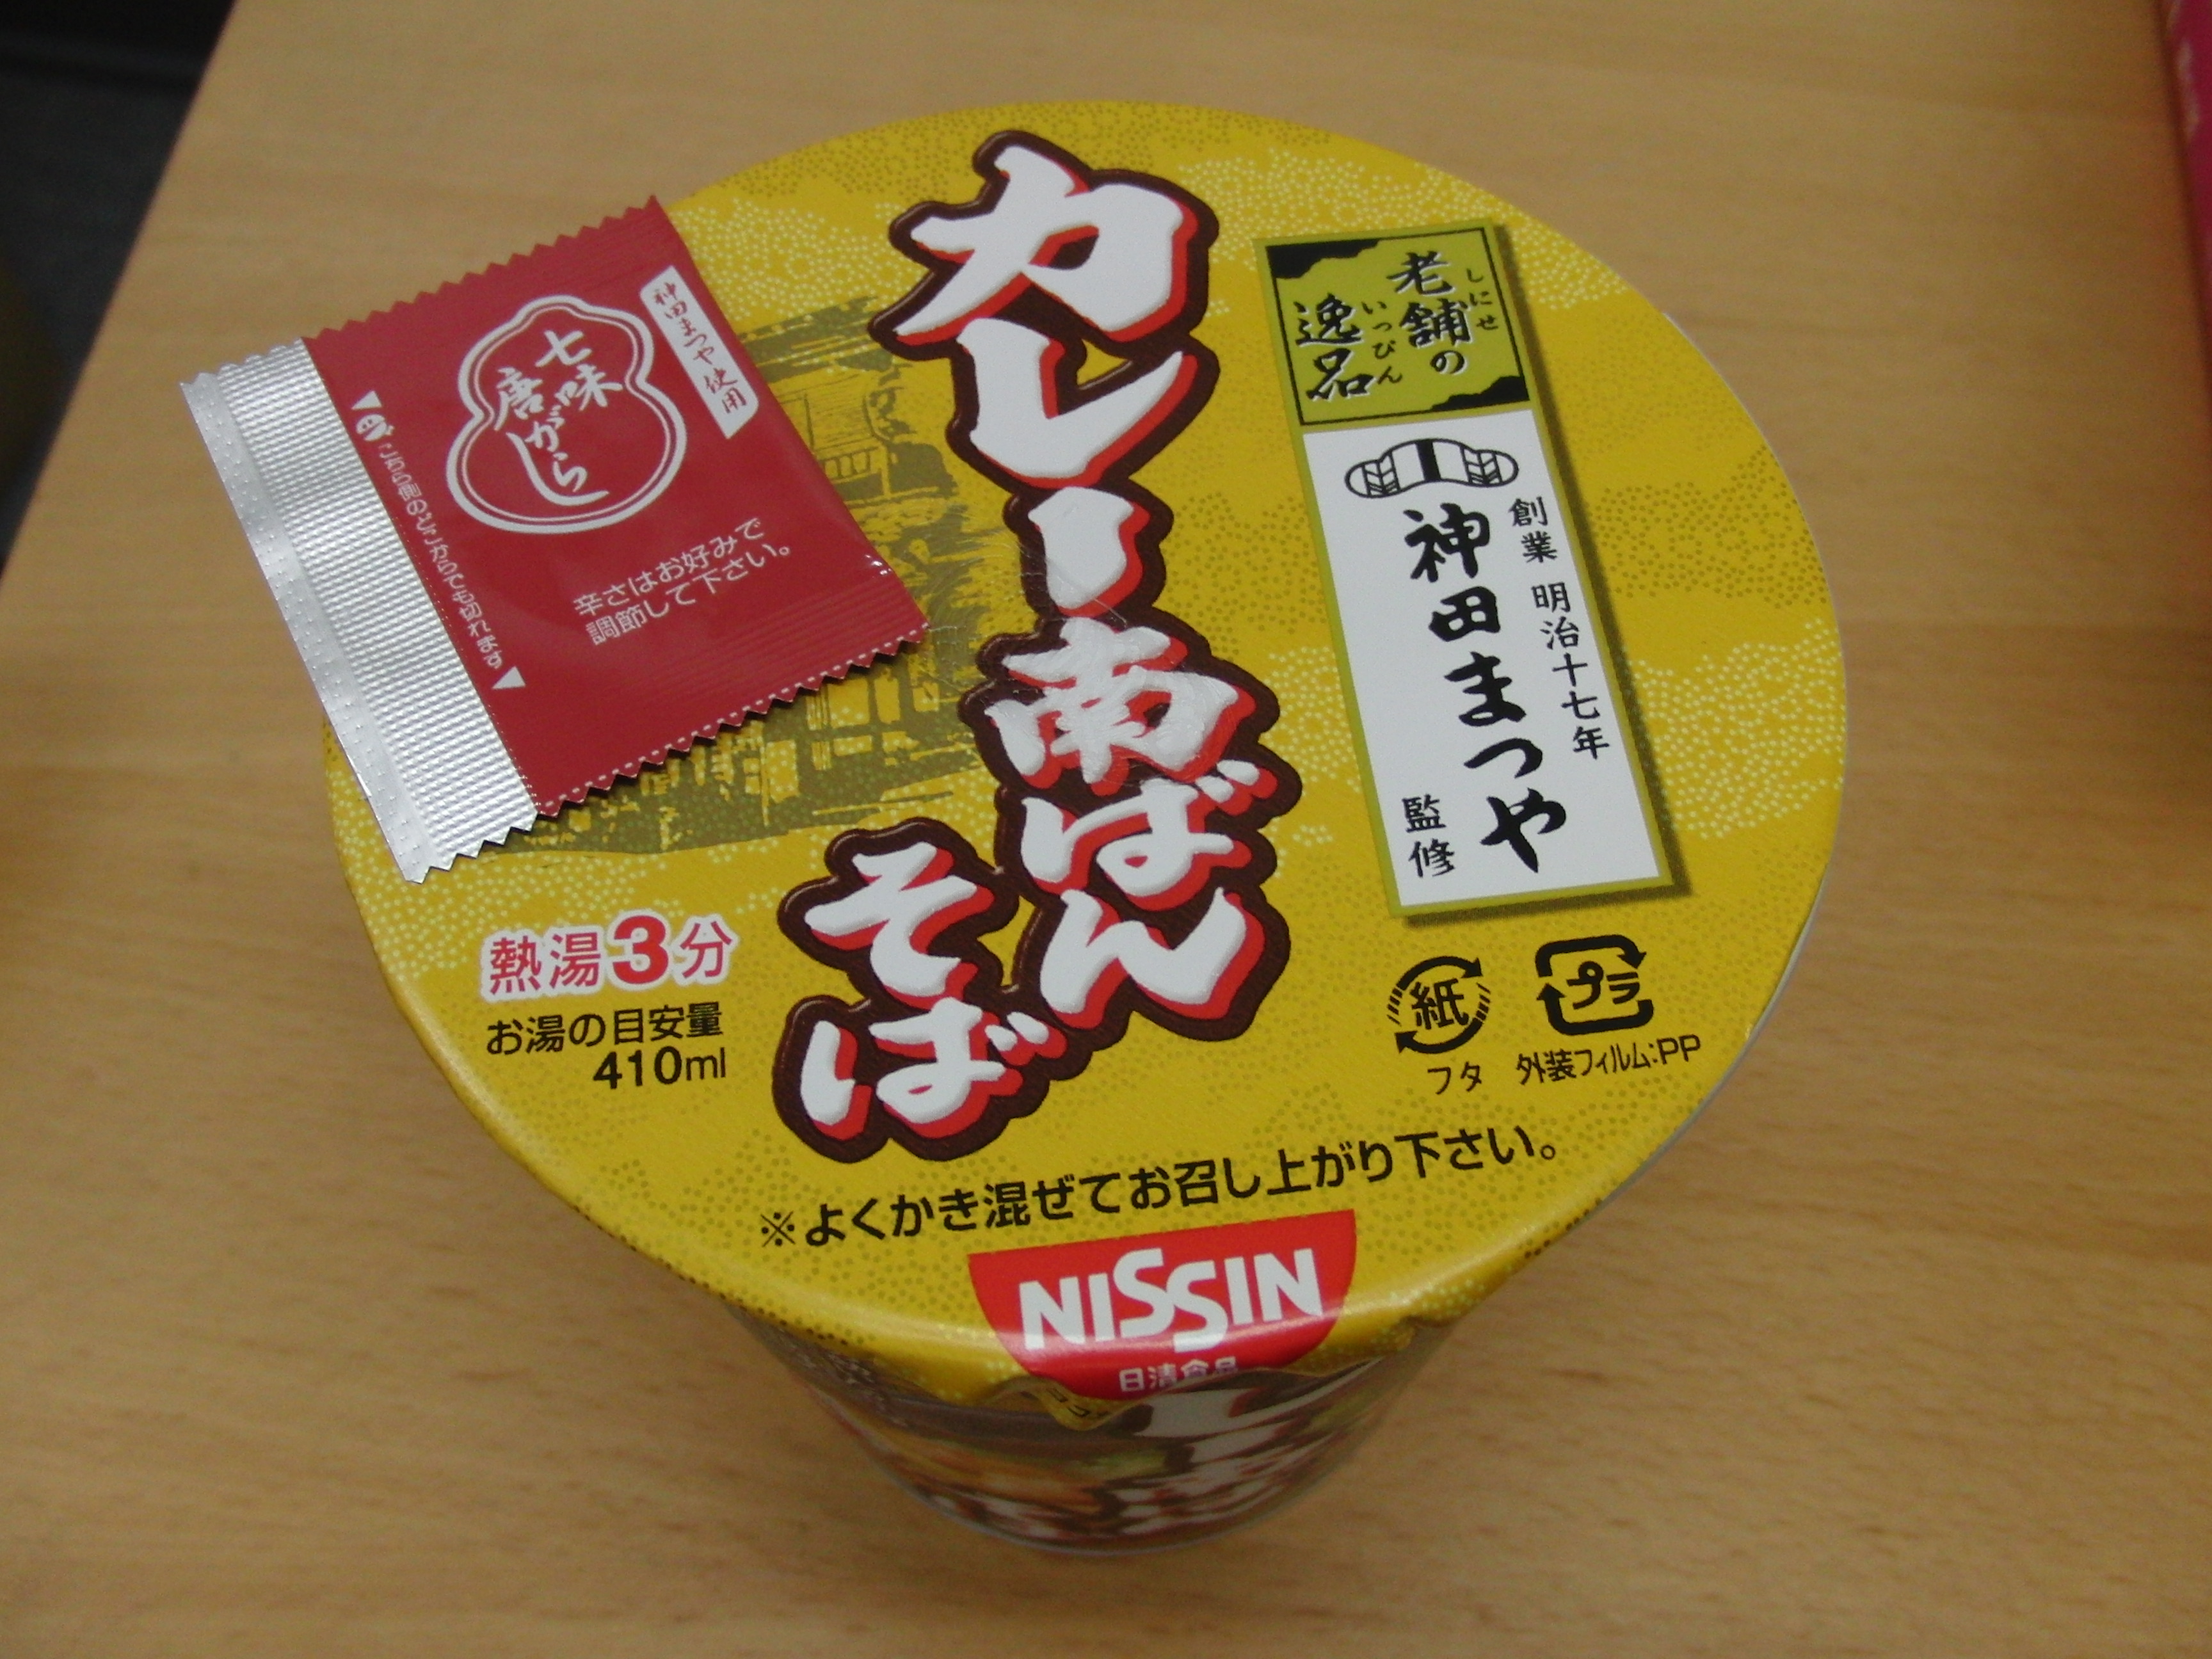 カレー南ばん
そば
老舗の
しにせ
逸品
いっぴん
創業 明治十七年
神田まつや
監修
神田まつや使用
七味
唐がらし
こちら側のどこからでも切れます
辛さはお好みで
調節して下さい。
熱湯3分
お湯の目安量
410ml
紙
フタ
プラ
外装フィルム:PP
※よくかき混ぜてお召し上がり下さい。
NISSIN
日清食品